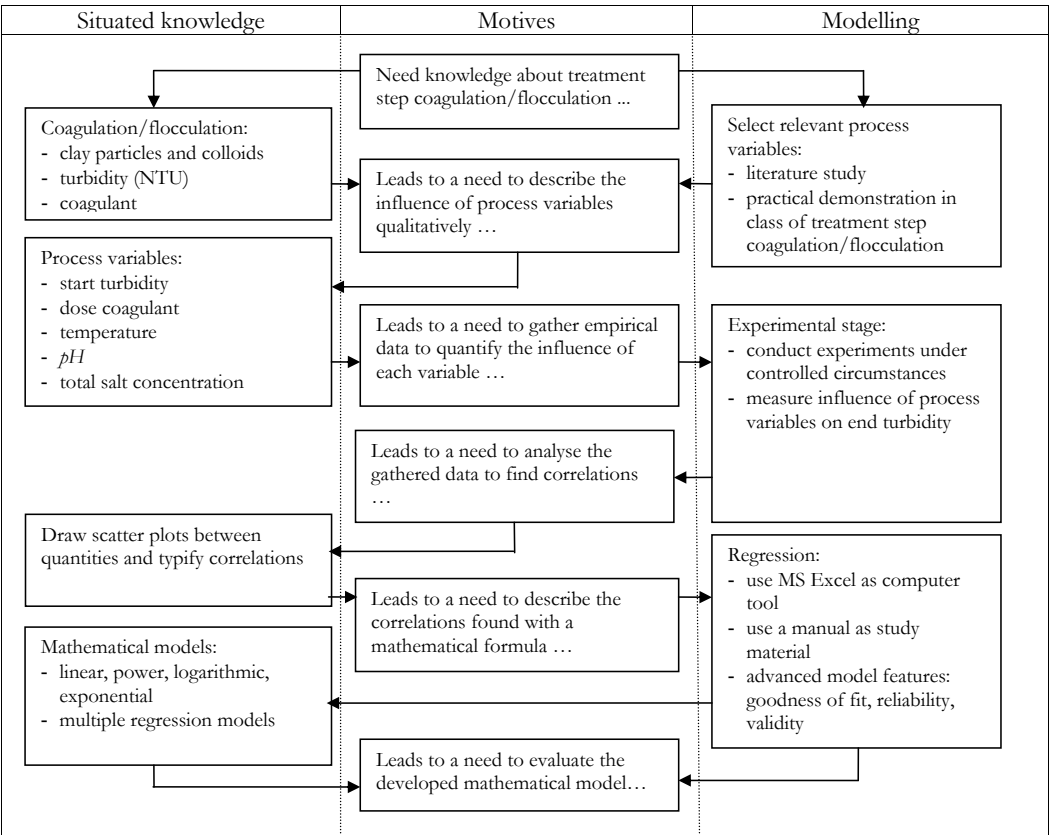 Situated knowledge
Motives
Modelling
Need knowledge about treatment
step coagulation/flocculation ...
Coagulation/flocculation:
- clay particles and colloids
- turbidity (NTU)
- coagulant
Select relevant process
variables:
- literature study
- practical demonstration in
class of treatment step
coagulation/flocculation
Leads to a need to describe the
influence of process variables
qualitatively …
Process variables:
- start turbidity
- dose coagulant
- temperature
- pH
- total salt concentration
Leads to a need to gather empirical
data to quantify the influence of
each variable …
Experimental stage:
- conduct experiments under
controlled circumstances
- measure influence of process
variables on end turbidity
Leads to a need to analyse the
gathered data to find correlations
…
Draw scatter plots between
quantities and typify correlations
Leads to a need to describe the
correlations found with a
mathematical formula …
Regression:
- use MS Excel as computer
tool
- use a manual as study
material
- advanced model features:
goodness of fit, reliability,
validity
Mathematical models:
- linear, power, logarithmic,
exponential
- multiple regression models
Leads to a need to evaluate the
developed mathematical model…